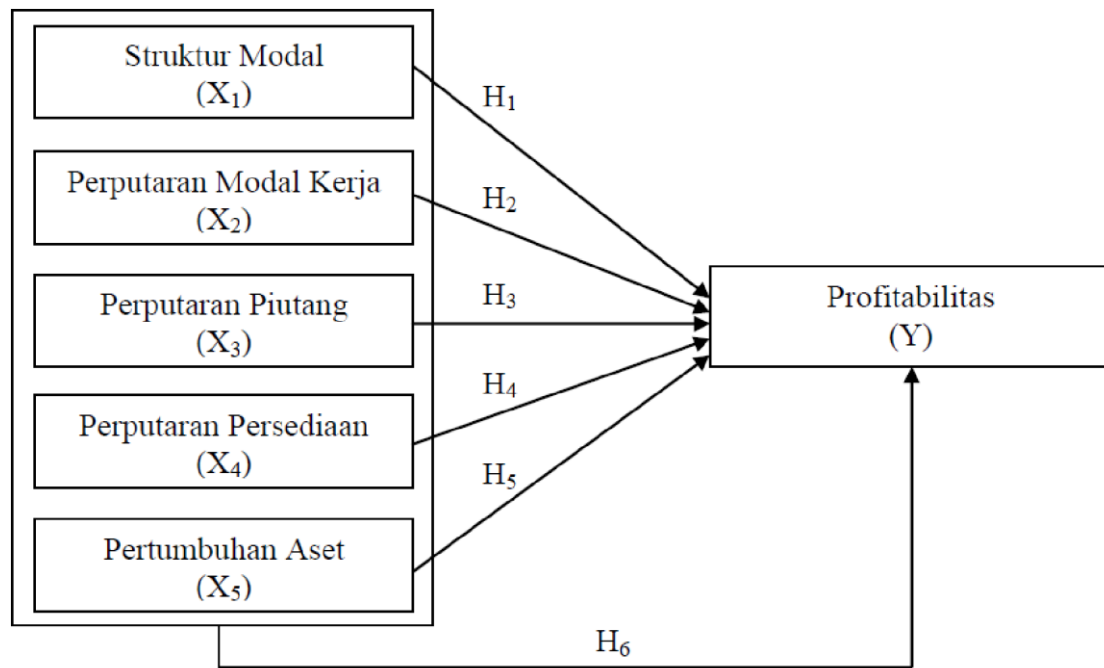 Struktur Modal
(X₁)
Perputaran Modal Kerja
(X₂)
Perputaran Piutang
(X₃)
Perputaran Persediaan
(X₄)
Pertumbuhan Aset
(X₅)
H₁
H₂
H₃
H₄
H₅
Profitabilitas
(Y)
H₆